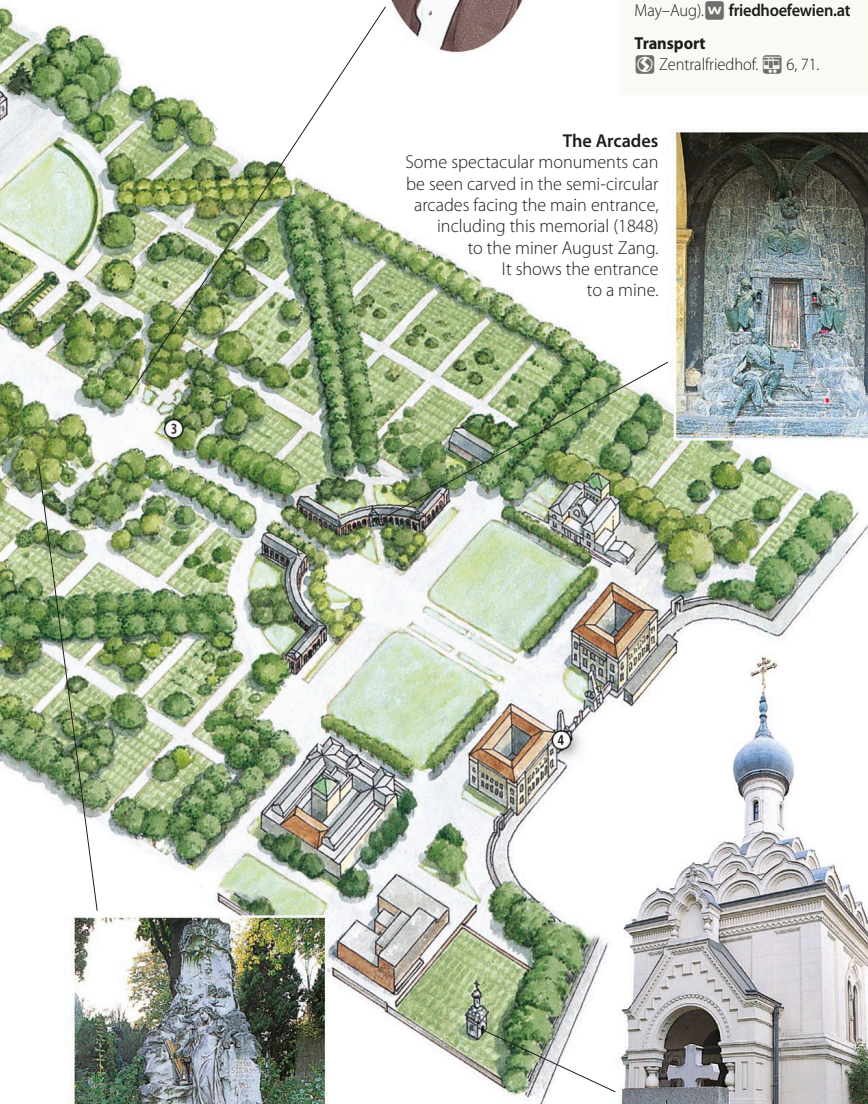 May–Aug). W friedhoefewien.at
Transport
S Zentralfriedhof. 6, 71.
The Arcades
Some spectacular monuments can
be seen carved in the semi-circular
arcades facing the main entrance,
including this memorial (1848)
to the miner August Zang.
It shows the entrance
to a mine.
3
4